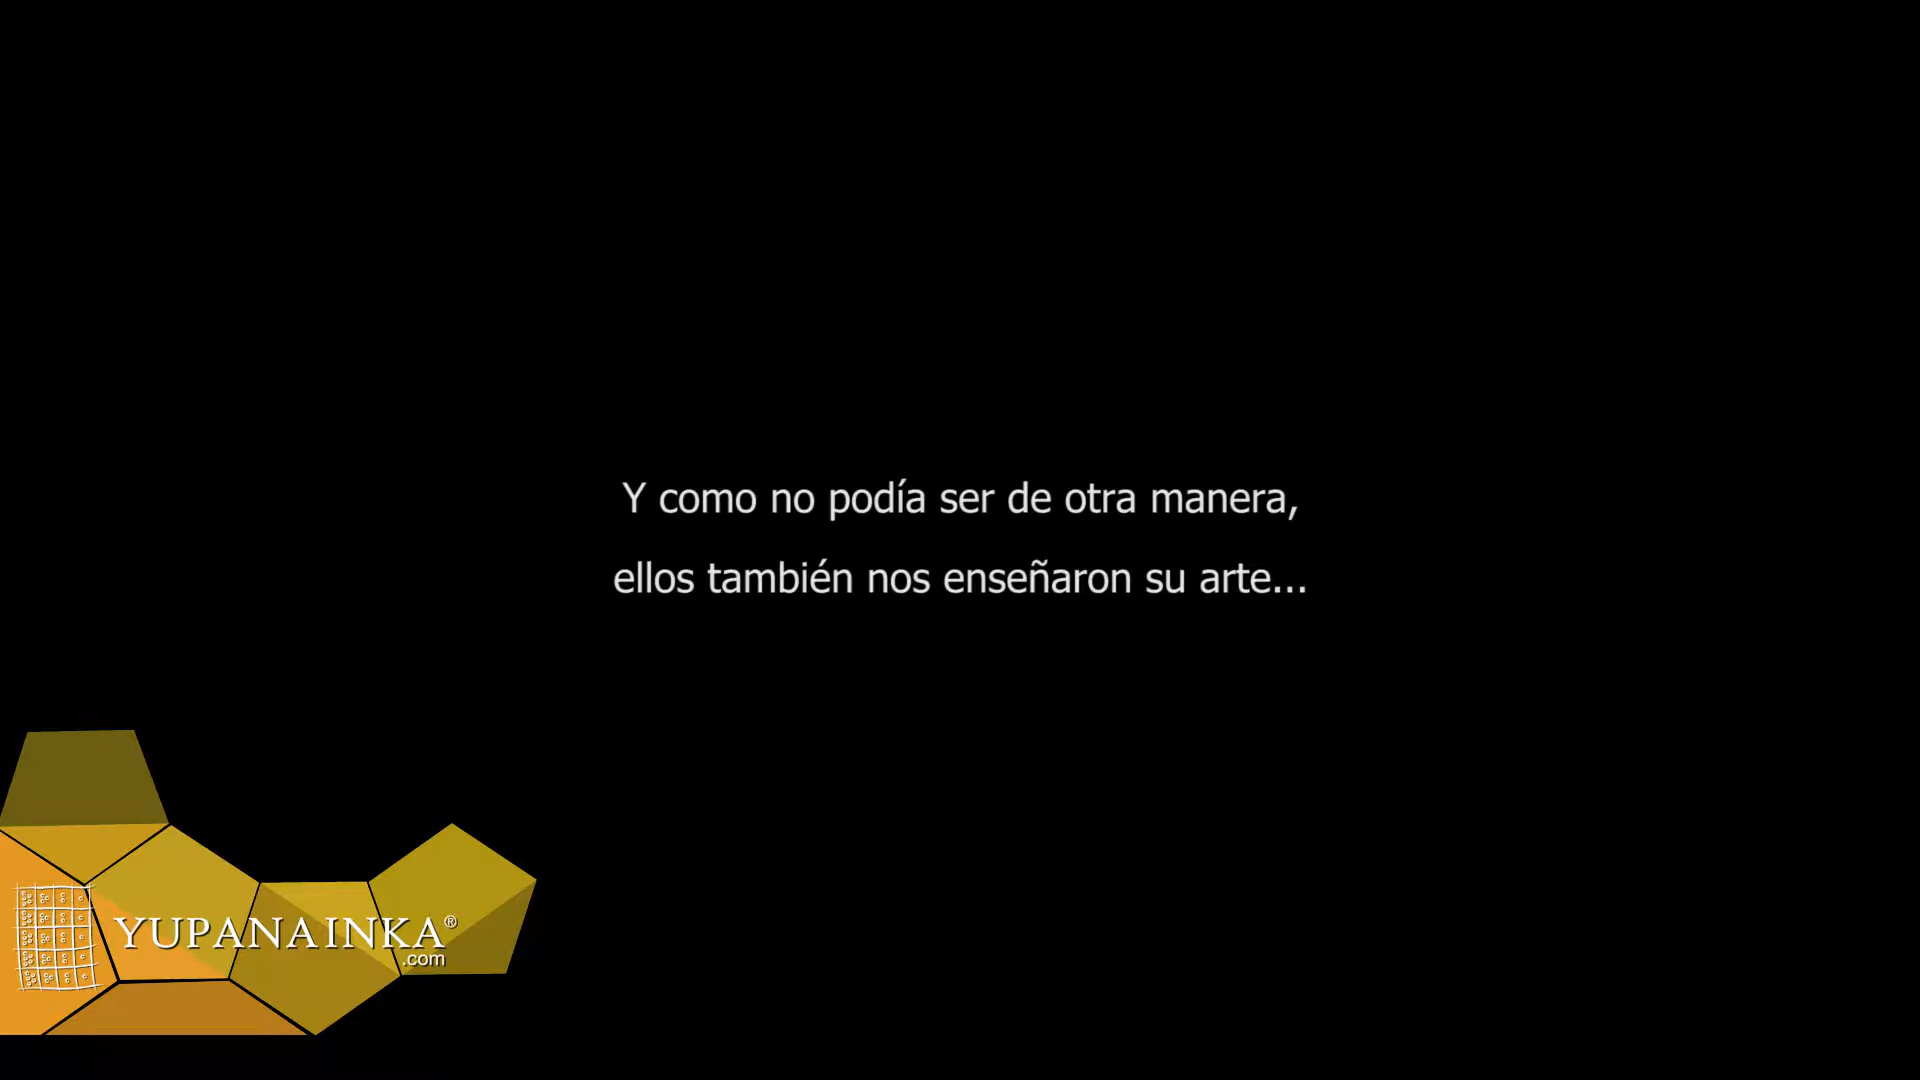 Y como no podía ser de otra manera,
ellos también nos enseñaron su arte...
YUPANAINKA®
.com